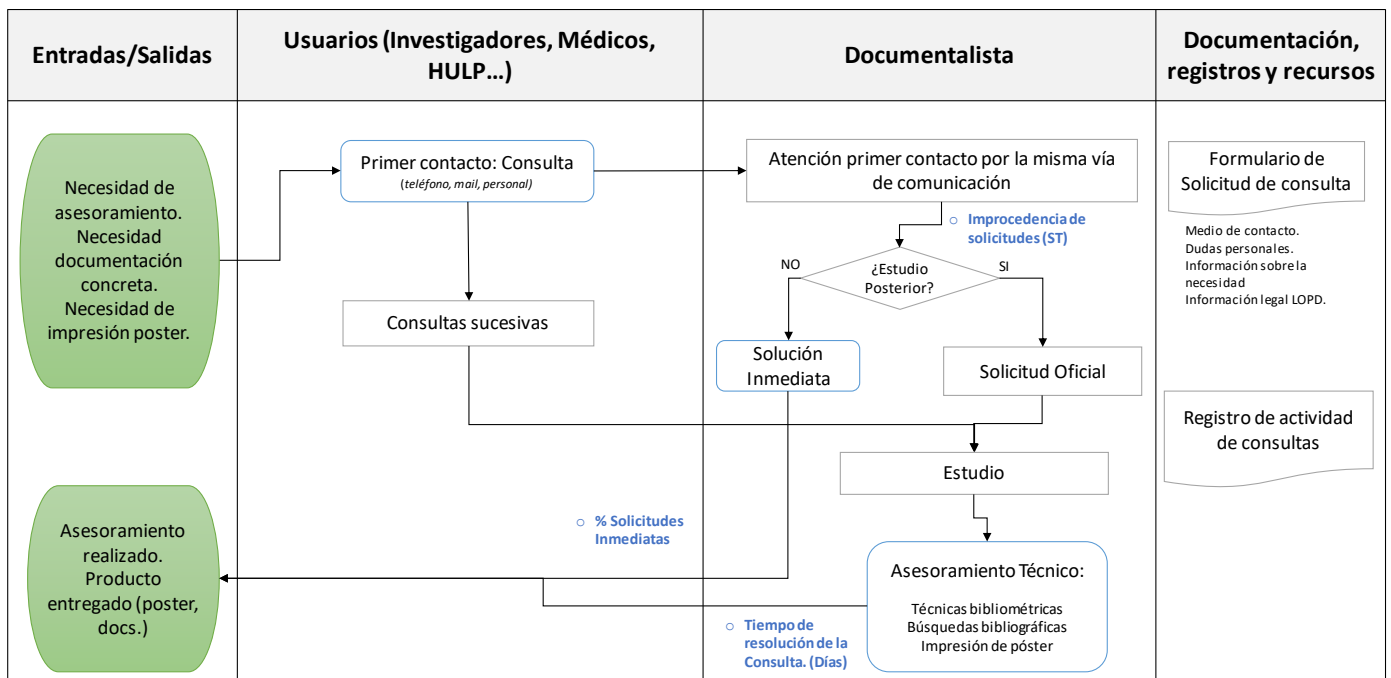 Entradas/Salidas
Usuarios (Investigadores, Médicos,
HULP…)
Documentalista
Documentación,
registros y recursos
Necesidad de
asesoramiento.
Necesidad
documentación
concreta.
Necesidad de
impresión poster.
Primer contacto: Consulta
(teléfono, mail, personal)
Atención primer contacto por la misma vía
de comunicación
Formulario de
Solicitud de consulta
○ Improcedencia de
solicitudes (ST)
Medio de contacto.
Dudas personales.
Información sobre la
necesidad
Información legal LOPD.
NO
¿Estudio
Posterior?
SI
Consultas sucesivas
Solución
Inmediata
Solicitud Oficial
Registro de actividad
de consultas
Estudio
○ % Solicitudes
Inmediatas
Asesoramiento
realizado.
Producto
entregado (poster,
docs.)
Asesoramiento Técnico:
Técnicas bibliométricas
Búsquedas bibliográficas
Impresión de póster
○ Tiempo de
resolución de la
Consulta. (Días)